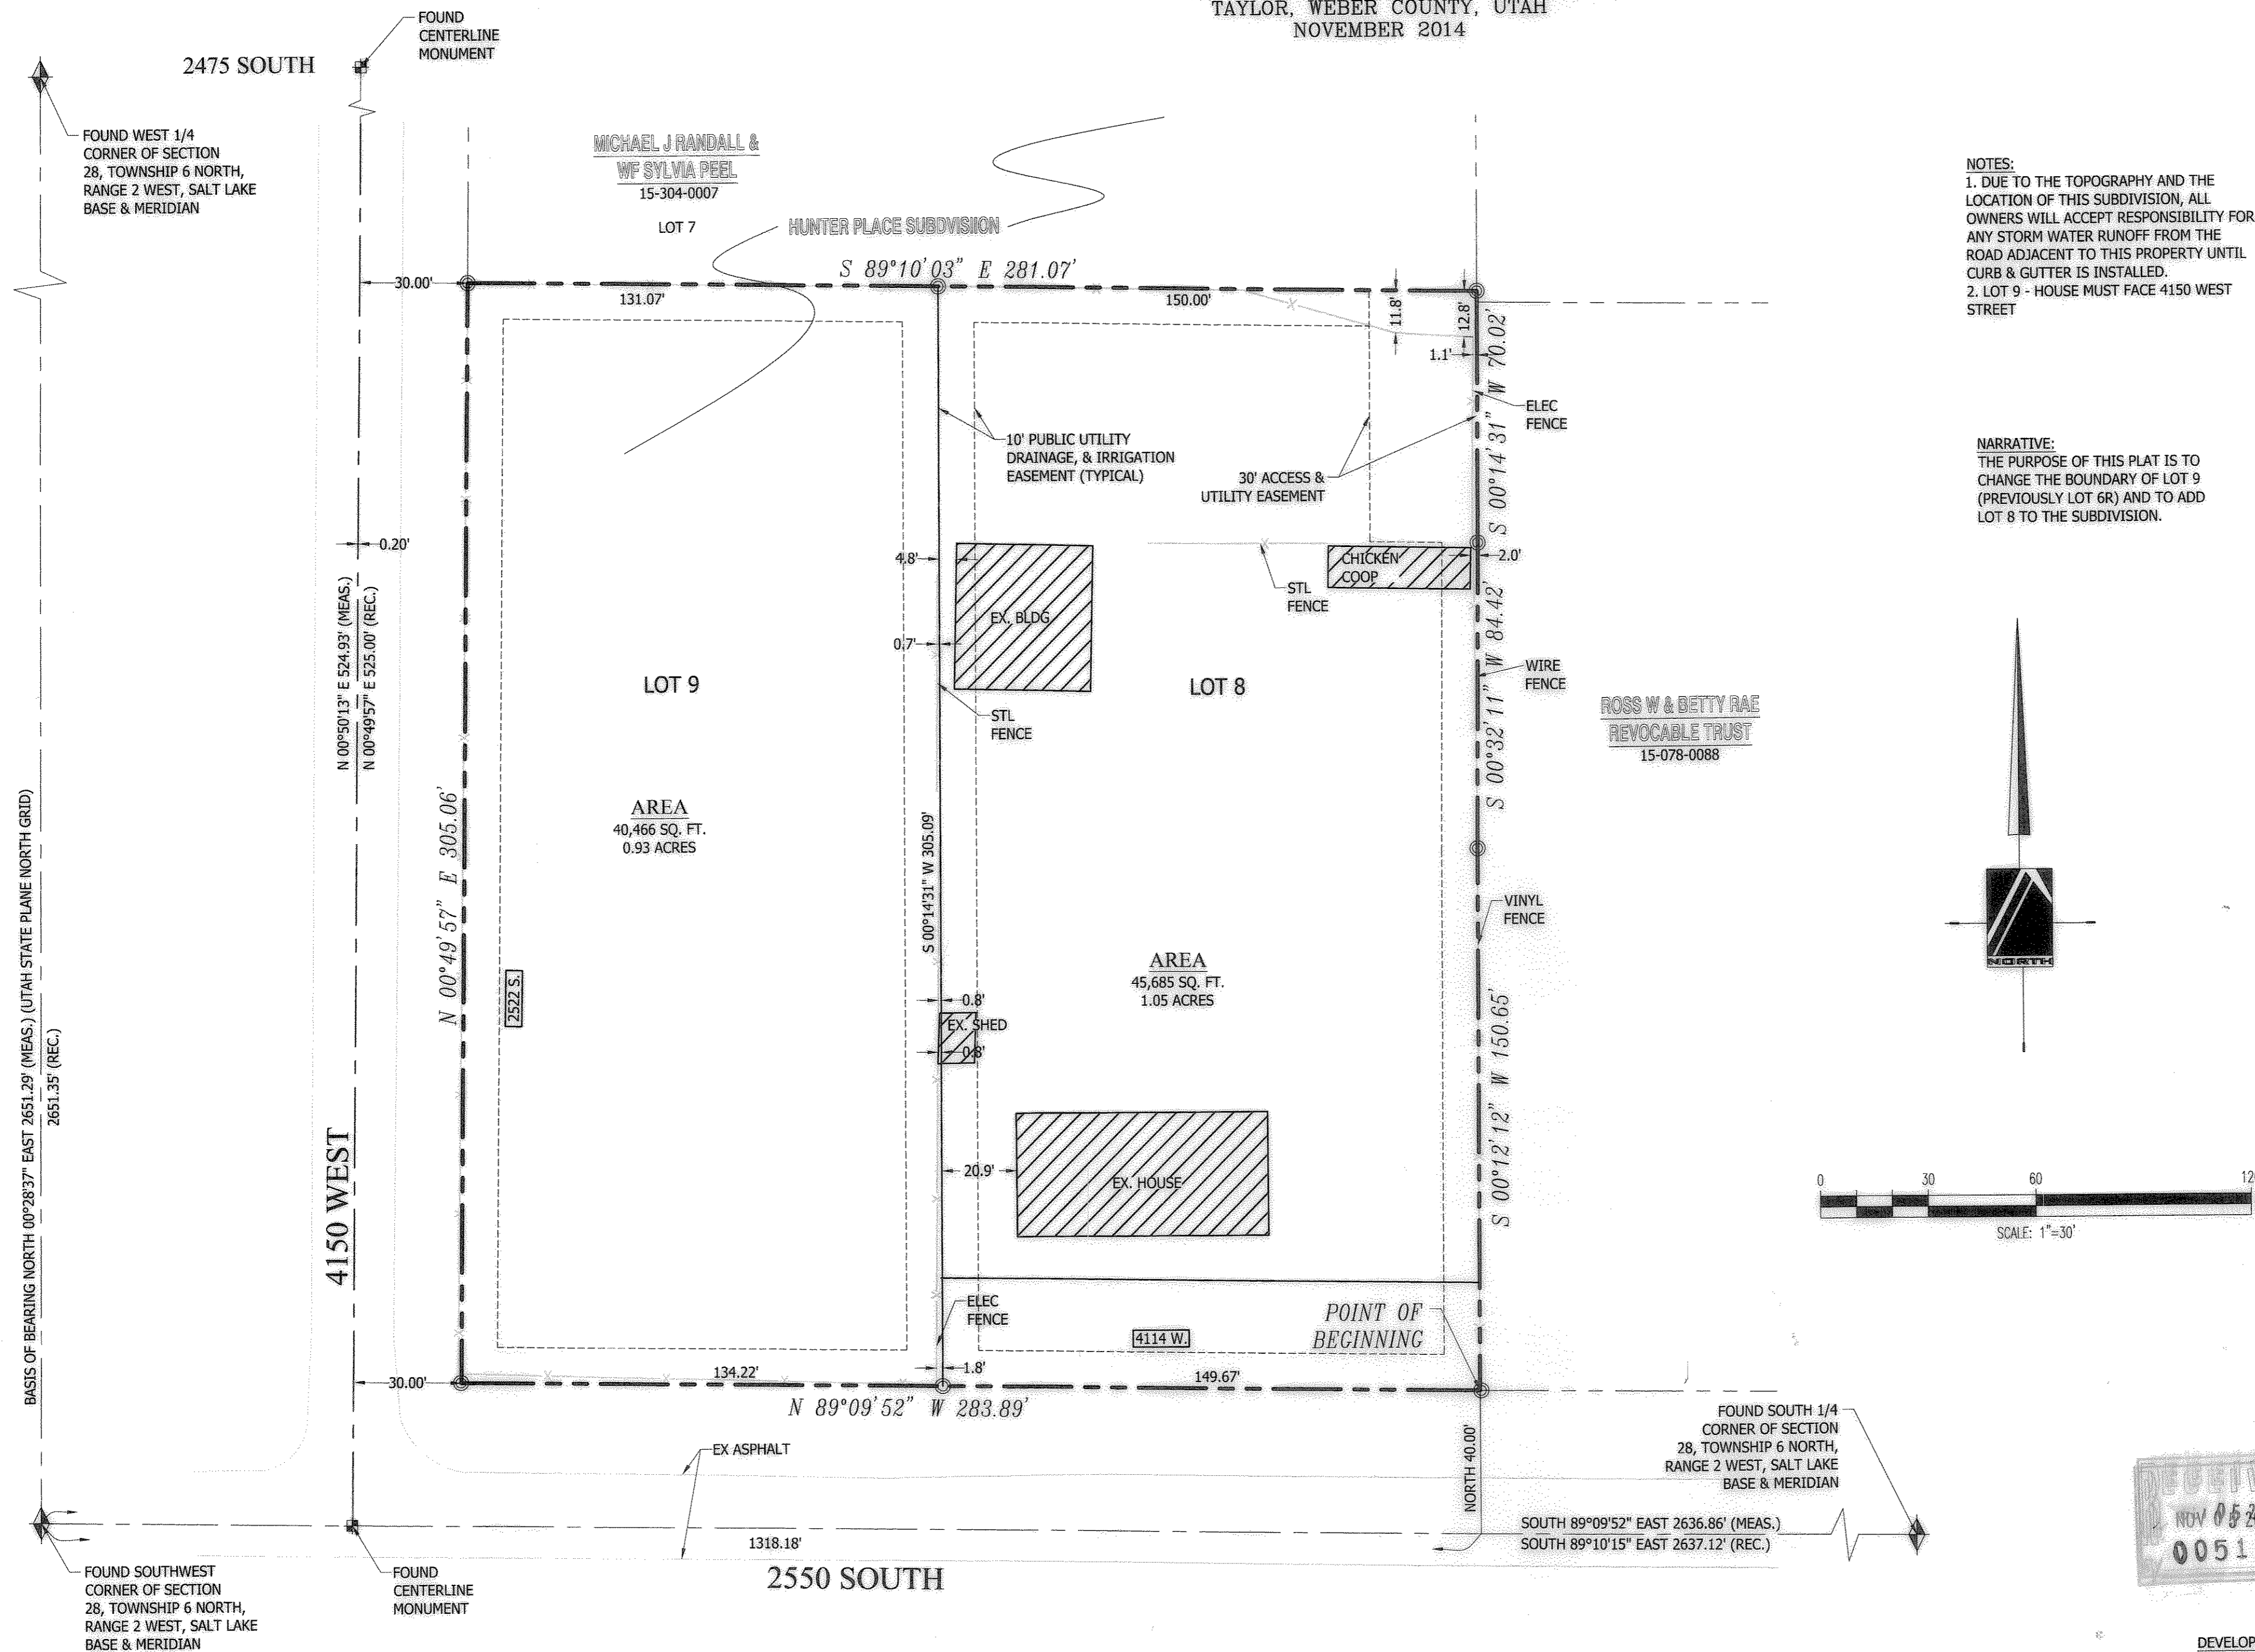 TAYLOR, WEBER COUNTY, UTAH
NOVEMBER 2014
FOUND
CENTERLINE
MONUMENT
2475 SOUTH
FOUND WEST 1/4
CORNER OF SECTION
28, TOWNSHIP 6 NORTH,
RANGE 2 WEST, SALT LAKE
BASE & MERIDIAN
MICHAEL J RANDALL &
WF SYLVIA PEEL
15-304-0007
LOT 7
HUNTER PLACE SUBDVISIION
NOTES:
1. DUE TO THE TOPOGRAPHY AND THE
LOCATION OF THIS SUBDIVISION, ALL
OWNERS WILL ACCEPT RESPONSIBILITY FOR
ANY STORM WATER RUNOFF FROM THE
ROAD ADJACENT TO THIS PROPERTY UNTIL
CURB & GUTTER IS INSTALLED.
2. LOT 9 - HOUSE MUST FACE 4150 WEST
STREET
S 89°10'03" E 281.07'
30.00'
131.07'
150.00'
11.8'
12.8'
1.1'
S 00°14'31" W 70.02'
ELEC
FENCE
10' PUBLIC UTILITY
DRAINAGE, & IRRIGATION
EASEMENT (TYPICAL)
30' ACCESS &
UTILITY EASEMENT
NARRATIVE:
THE PURPOSE OF THIS PLAT IS TO
CHANGE THE BOUNDARY OF LOT 9
(PREVIOUSLY LOT 6R) AND TO ADD
LOT 8 TO THE SUBDIVISION.
0.20'
N 00°50'13" E 524.93' (MEAS.)
N 00°49'57" E 525.00' (REC.)
4.8'
CHICKEN
COOP
2.0'
STL
FENCE
EX. BLDG
0.7'
S 00°32'11" W 84.42'
LOT 9
LOT 8
WIRE
FENCE
STL
FENCE
ROSS W & BETTY RAE
REVOCABLE TRUST
15-078-0088
BASIS OF BEARING NORTH 00°28'37" EAST 2651.29' (MEAS.) (UTAH STATE PLANE NORTH GRID)
2651.35' (REC.)
N 00°49'57" E 305.06'
AREA
40,466 SQ. FT.
0.93 ACRES
S 00°14'31" W 305.09'
VINYL
FENCE
AREA
45,685 SQ. FT.
1.05 ACRES
NORTH
2522 S.
0.8'
EX. SHED
0.8'
S 00°12'12" W 150.65'
4150 WEST
20.9'
EX. HOUSE
0 30 60
SCALE: 1"=30'
ELEC
FENCE
POINT OF
BEGINNING
4114 W.
1.8'
30.00'
134.22'
149.67'
N 89°09'52" W 283.89'
EX ASPHALT
NORTH 40.00'
FOUND SOUTH 1/4
CORNER OF SECTION
28, TOWNSHIP 6 NORTH,
RANGE 2 WEST, SALT LAKE
BASE & MERIDIAN
SOUTH 89°09'52" EAST 2636.86' (MEAS.)
SOUTH 89°10'15" EAST 2637.12' (REC.)
1318.18'
2550 SOUTH
FOUND SOUTHWEST
CORNER OF SECTION
28, TOWNSHIP 6 NORTH,
RANGE 2 WEST, SALT LAKE
BASE & MERIDIAN
FOUND
CENTERLINE
MONUMENT
NOV
0051
DEVELOP